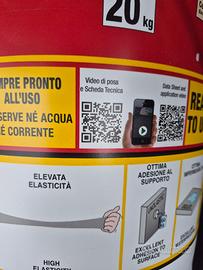 20 kg
MPRE PRONTO
ALL'USO
SERVE NÉ ACQUA
É CORRENTE
Video di posa
e Scheda Tecnica
Data Sheet and
application video
REA
TO U
ELEVATA
ELASTICITÀ
HIGH
ELASTICITY
OTTIMA
ADESIONE AL
SUPPORTO
EXCELLENT
ADHESION TO
SURFACE